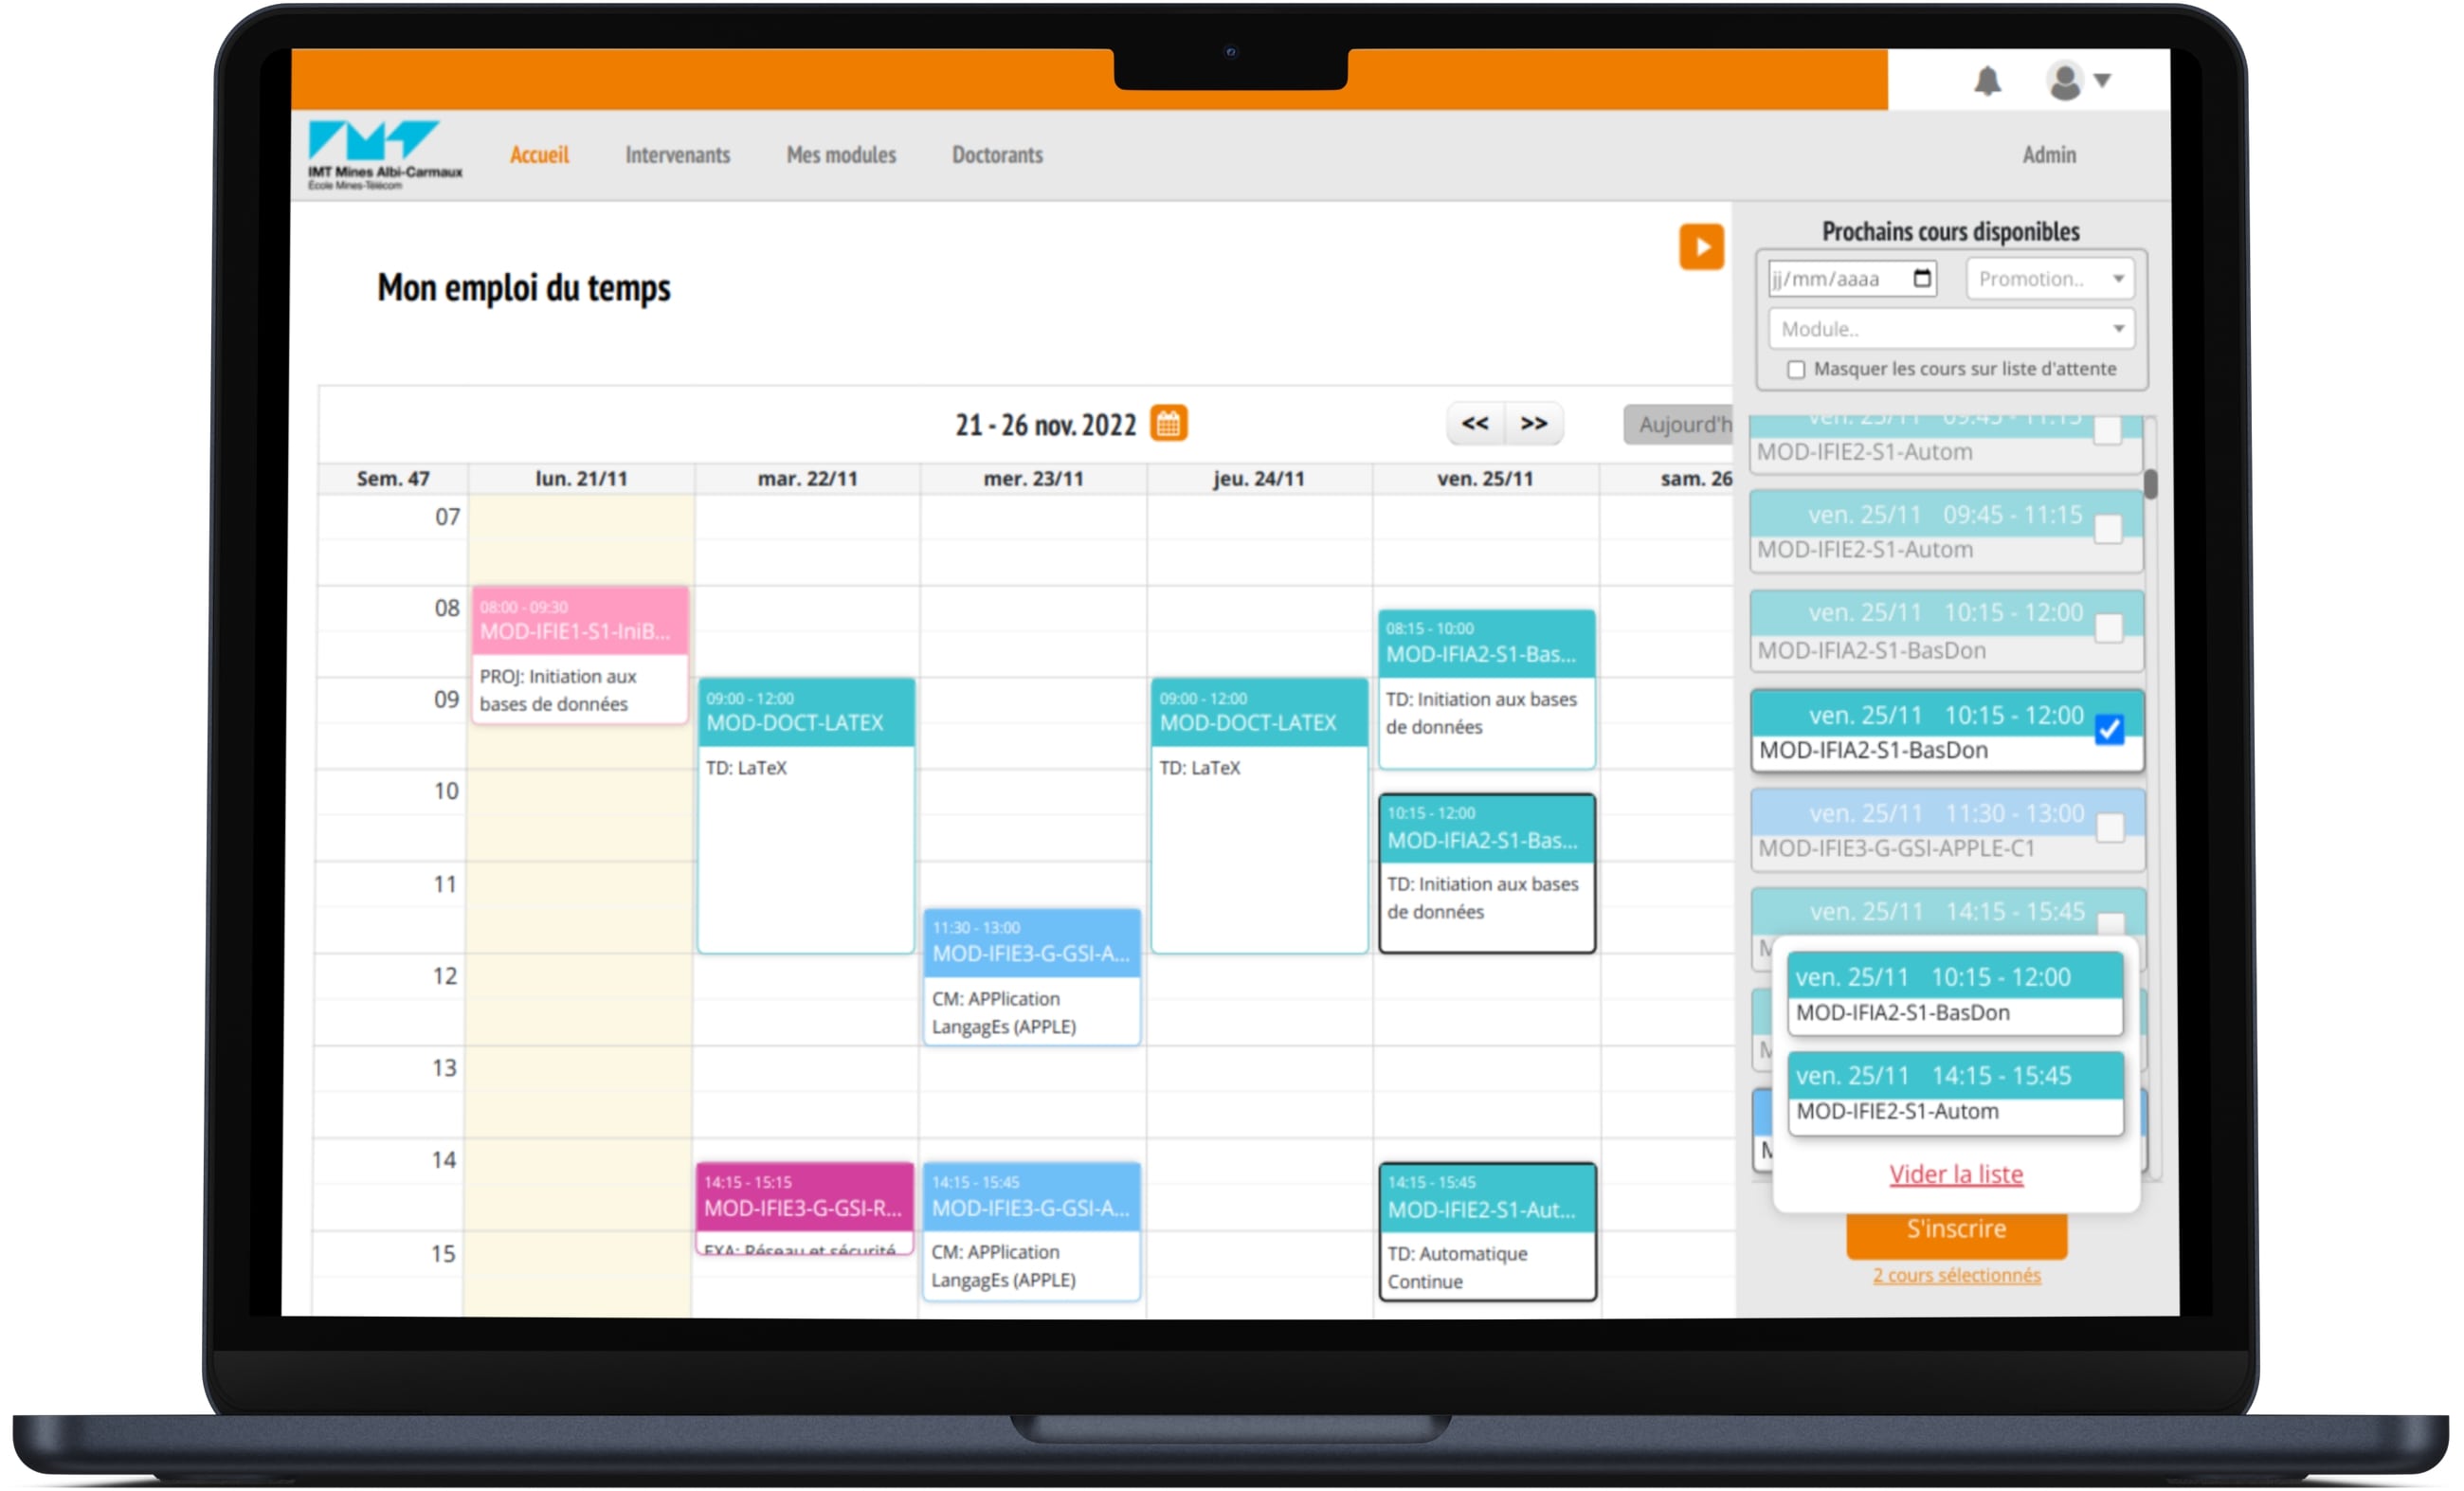 IMT Mines Albi-Carmaux
École Mines-Télécom
Accueil
Intervenants
Mes modules
Doctorants
Admin
Mon emploi du temps
21 - 26 nov. 2022
<<
>>
Aujourd'h
Sem. 47
lun. 21/11
mar. 22/11
mer. 23/11
jeu. 24/11
ven. 25/11
sam. 26
07
08
09
10
11
12
13
14
15
08:00 - 09:30
MOD-IFIE1-S1-IniB...
PROJ: Initiation aux
bases de données
09:00 - 12:00
MOD-DOCT-LATEX
TD: LaTeX
14:15 - 15:15
MOD-IFIE3-G-GSI-R...
EXA: Réseau et sécurité
11:30 - 13:00
MOD-IFIE3-G-GSI-A...
CM: APPlication
LangagEs (APPLE)
14:15 - 15:45
MOD-IFIE3-G-GSI-A...
CM: APPlication
LangagEs (APPLE)
09:00 - 12:00
MOD-DOCT-LATEX
TD: LaTeX
08:15 - 10:00
MOD-IFIA2-S1-Bas...
TD: Initiation aux bases
de données
10:15 - 12:00
MOD-IFIA2-S1-Bas...
TD: Initiation aux bases
de données
14:15 - 15:45
MOD-IFIE2-S1-Aut...
TD: Automatique
Continue
Prochains cours disponibles
jj/mm/aaaa
Promotion..
Module..
Masquer les cours sur liste d'attente
ven. 25/11 09:45 - 11:15
MOD-IFIE2-S1-Autom
ven. 25/11 09:45 - 11:15
MOD-IFIE2-S1-Autom
ven. 25/11 10:15 - 12:00
MOD-IFIA2-S1-BasDon
ven. 25/11 10:15 - 12:00
MOD-IFIA2-S1-BasDon
ven. 25/11 11:30 - 13:00
MOD-IFIE3-G-GSI-APPLE-C1
ven. 25/11 14:15 - 15:45
ven. 25/11 10:15 - 12:00
MOD-IFIA2-S1-BasDon
ven. 25/11 14:15 - 15:45
MOD-IFIE2-S1-Autom
Vider la liste
S'inscrire
2 cours sélectionnés